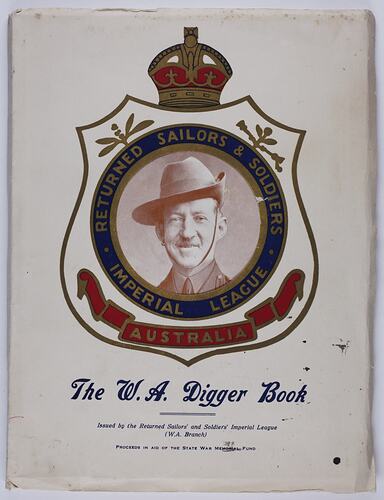 RETURNED SAILORS & SOLDIERS
IMPERIAL LEAGUE
AUSTRALIA
The W. A. Digger Book
Issued by the Returned Sailors' and Soldiers' Imperial League
(W.A. Branch)
PROCEEDS IN AID OF THE STATE WAR MEMORIAL FUND